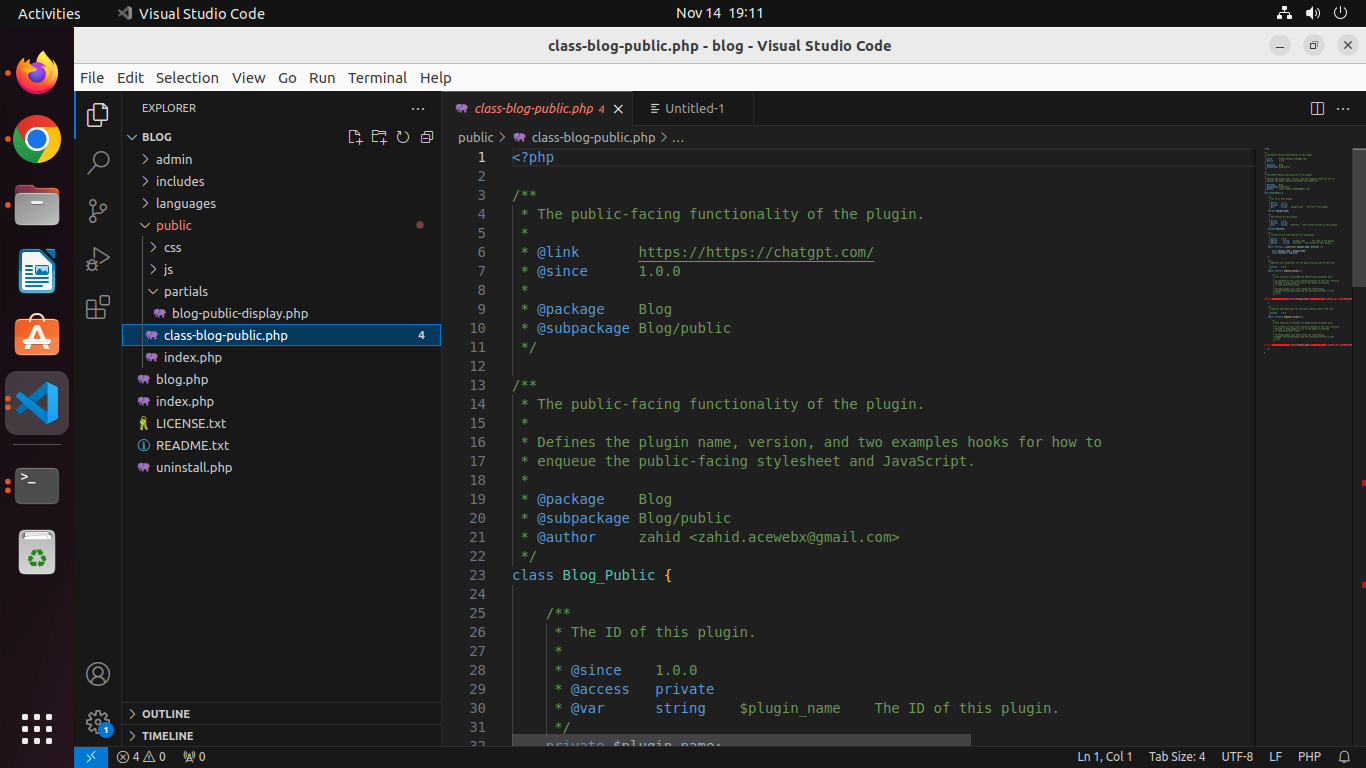 Activities
Visual Studio Code
Nov 14 19:11
class-blog-public.php - blog - Visual Studio Code
File Edit Selection View Go Run Terminal Help
EXPLORER
BLOG
admin
includes
languages
public
css
js
partials
blog-public-display.php
class-blog-public.php 4
index.php
blog.php
index.php
LICENSE.txt
README.txt
uninstall.php
OUTLINE
TIMELINE
class-blog-public.php 4
Untitled-1
public > class-blog-public.php > ...
1 <?php
2
3 /**
4 * The public-facing functionality of the plugin.
5 *
6 * @link https://https://chatgpt.com/
7 * @since 1.0.0
8 *
9 * @package Blog
10 * @subpackage Blog/public
11 */
12
13 /**
14 * The public-facing functionality of the plugin.
15 *
16 * Defines the plugin name, version, and two examples hooks for how to
17 * enqueue the public-facing stylesheet and JavaScript.
18 *
19 * @package Blog
20 * @subpackage Blog/public
21 * @author zahid <zahid.acewebx@gmail.com>
22 */
23 class Blog_Public {
24
25 /**
26 * The ID of this plugin.
27 *
28 * @since 1.0.0
29 * @access private
30 * @var string $plugin_name The ID of this plugin.
31 */
32 private $plugin_name;
1
4 0 0
Ln 1, Col 1 Tab Size: 4 UTF-8 LF PHP